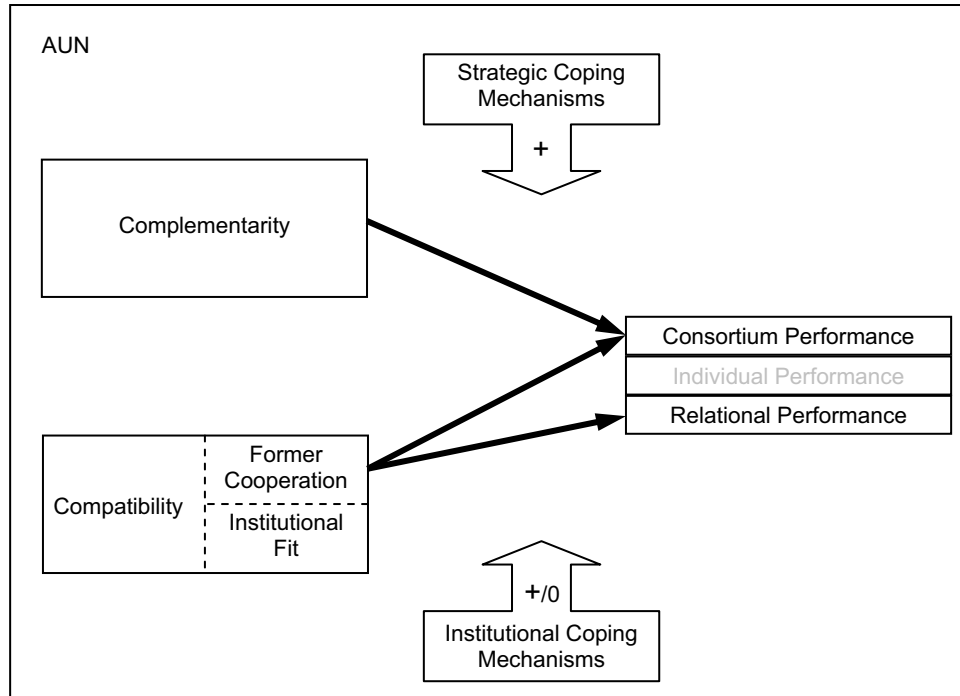 AUN
Strategic Coping
Mechanisms
+
Complementarity
Consortium Performance
Individual Performance
Relational Performance
Compatibility
Former
Cooperation
Institutional
Fit
+/0
Institutional Coping
Mechanisms